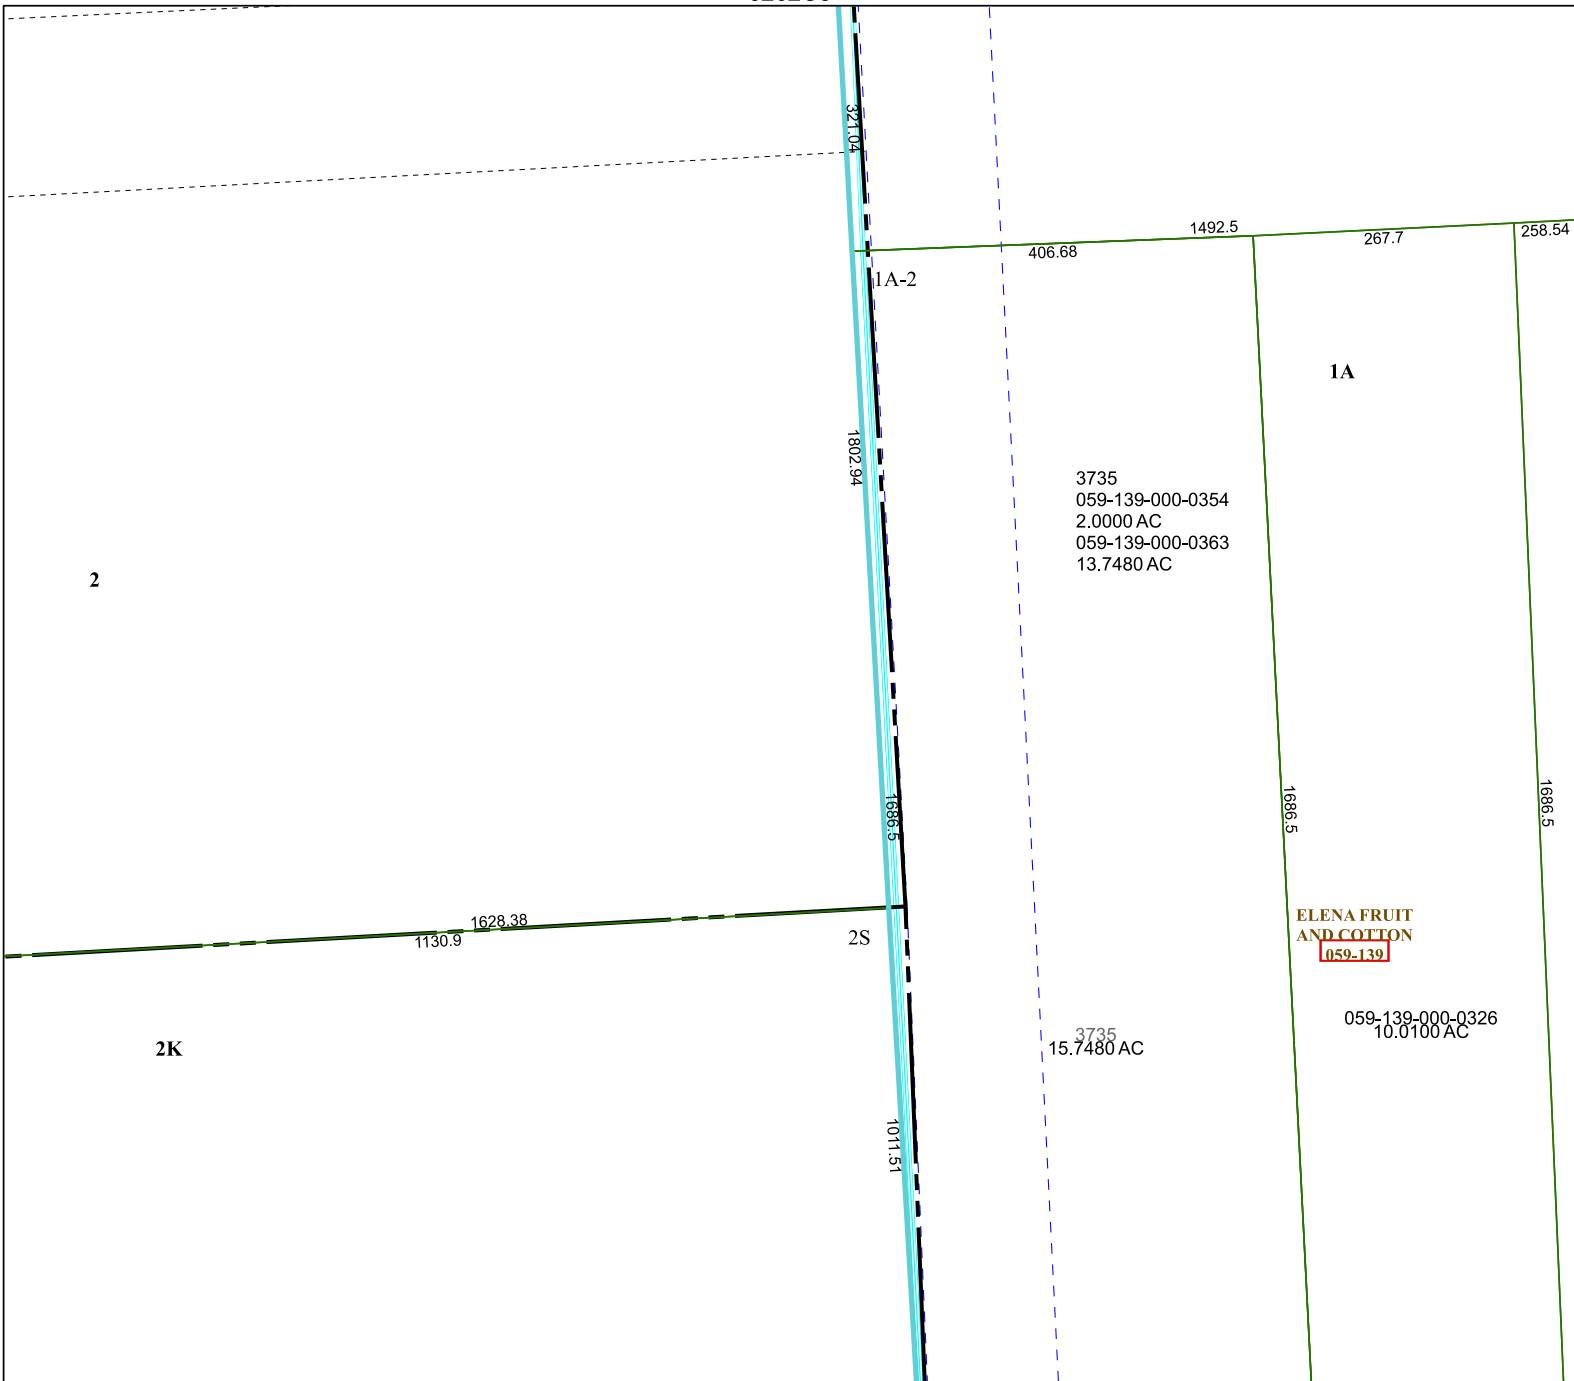 321.04
1492.5
267.7
258.54
406.68
1A-2
1A
1802.94
3735
059-139-000-0354
2.0000 AC
059-139-000-0363
13.7480 AC
2
1686.5
1686.5
1686.5
ELENA FRUIT
AND COTTON
059-139
1628.38
1130.9
2S
059-139-000-0326
10.0100 AC
3735
15.7480 AC
2K
1011.51